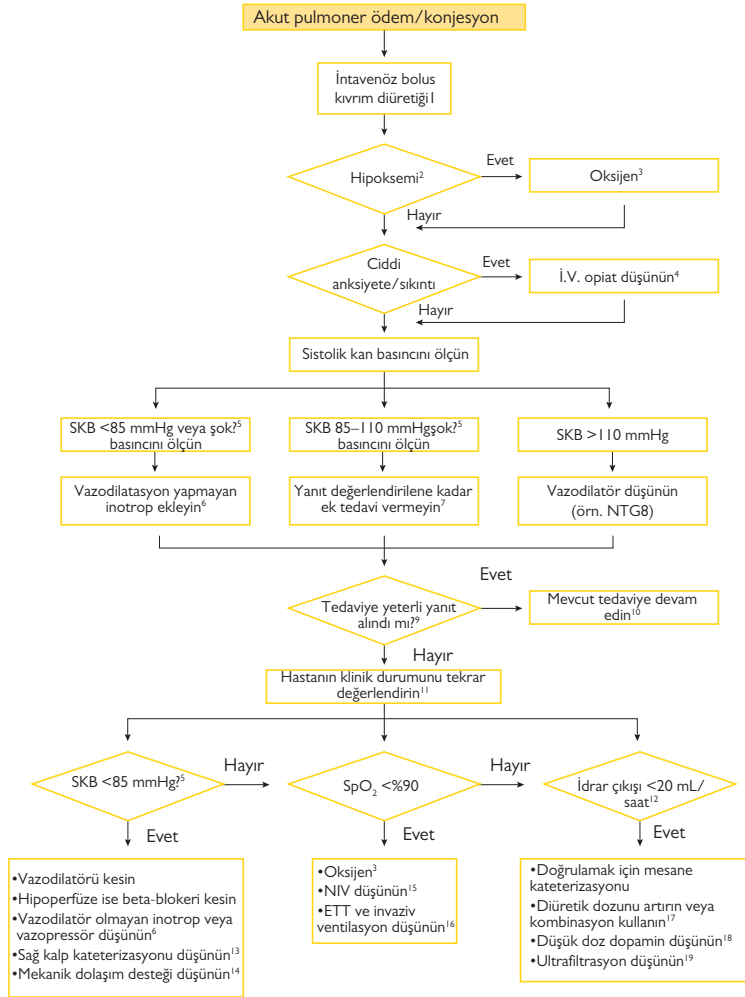 Akut pulmoner ödem/konjesyon
İntavenöz bolus
kıvrım diüretiği1
Hipoksemi²
Evet
Oksijen³
Hayır
Ciddi
anksiyete/sıkıntı
Evet
İ.V. opiat düşünün⁴
Hayır
Sistolik kan basıncını ölçün
SKB <85 mmHg veya şok?⁵
basıncını ölçün
SKB 85–110 mmHgşok?⁵
basıncını ölçün
SKB >110 mmHg
Vazodilatasyon yapmayan
inotrop ekleyin⁶
Yanıt değerlendirilene kadar
ek tedavi vermeyin⁷
Vazodilatör düşünün
(örn. NTG8)
Tedaviye yeterli yanıt
alındı mı?⁹
Evet
Mevcut tedaviye devam
edin¹⁰
Hayır
Hastanın klinik durumunu tekrar
değerlendirin¹¹
SKB <85 mmHg?⁵
Hayır
SpO₂ <%90
Hayır
İdrar çıkışı <20 mL/
saat¹²
Evet
Evet
Evet
•Vazodilatörü kesin
•Hipoperfüze ise beta-blokeri kesin
•Vazodilatör olmayan inotrop veya
vazopressör düşünün⁶
•Sağ kalp kateterizasyonu düşünün¹³
•Mekanik dolaşım desteği düşünün¹⁴
•Oksijen³
•NIV düşünün¹⁵
•ETT ve invaziv
ventilasyon düşünün¹⁶
•Doğrulamak için mesane
kateterizasyonu
•Diüretik dozunu artırın veya
kombinasyon kullanın¹⁷
•Düşük doz dopamin düşünün¹⁸
•Ultrafiltrasyon düşünün¹⁹